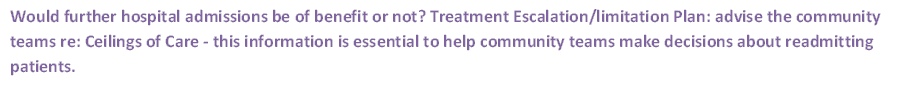 Would further hospital admissions be of benefit or not? Treatment Escalation/limitation Plan: advise the community
teams re: Ceilings of Care - this information is essential to help community teams make decisions about readmitting
patients.